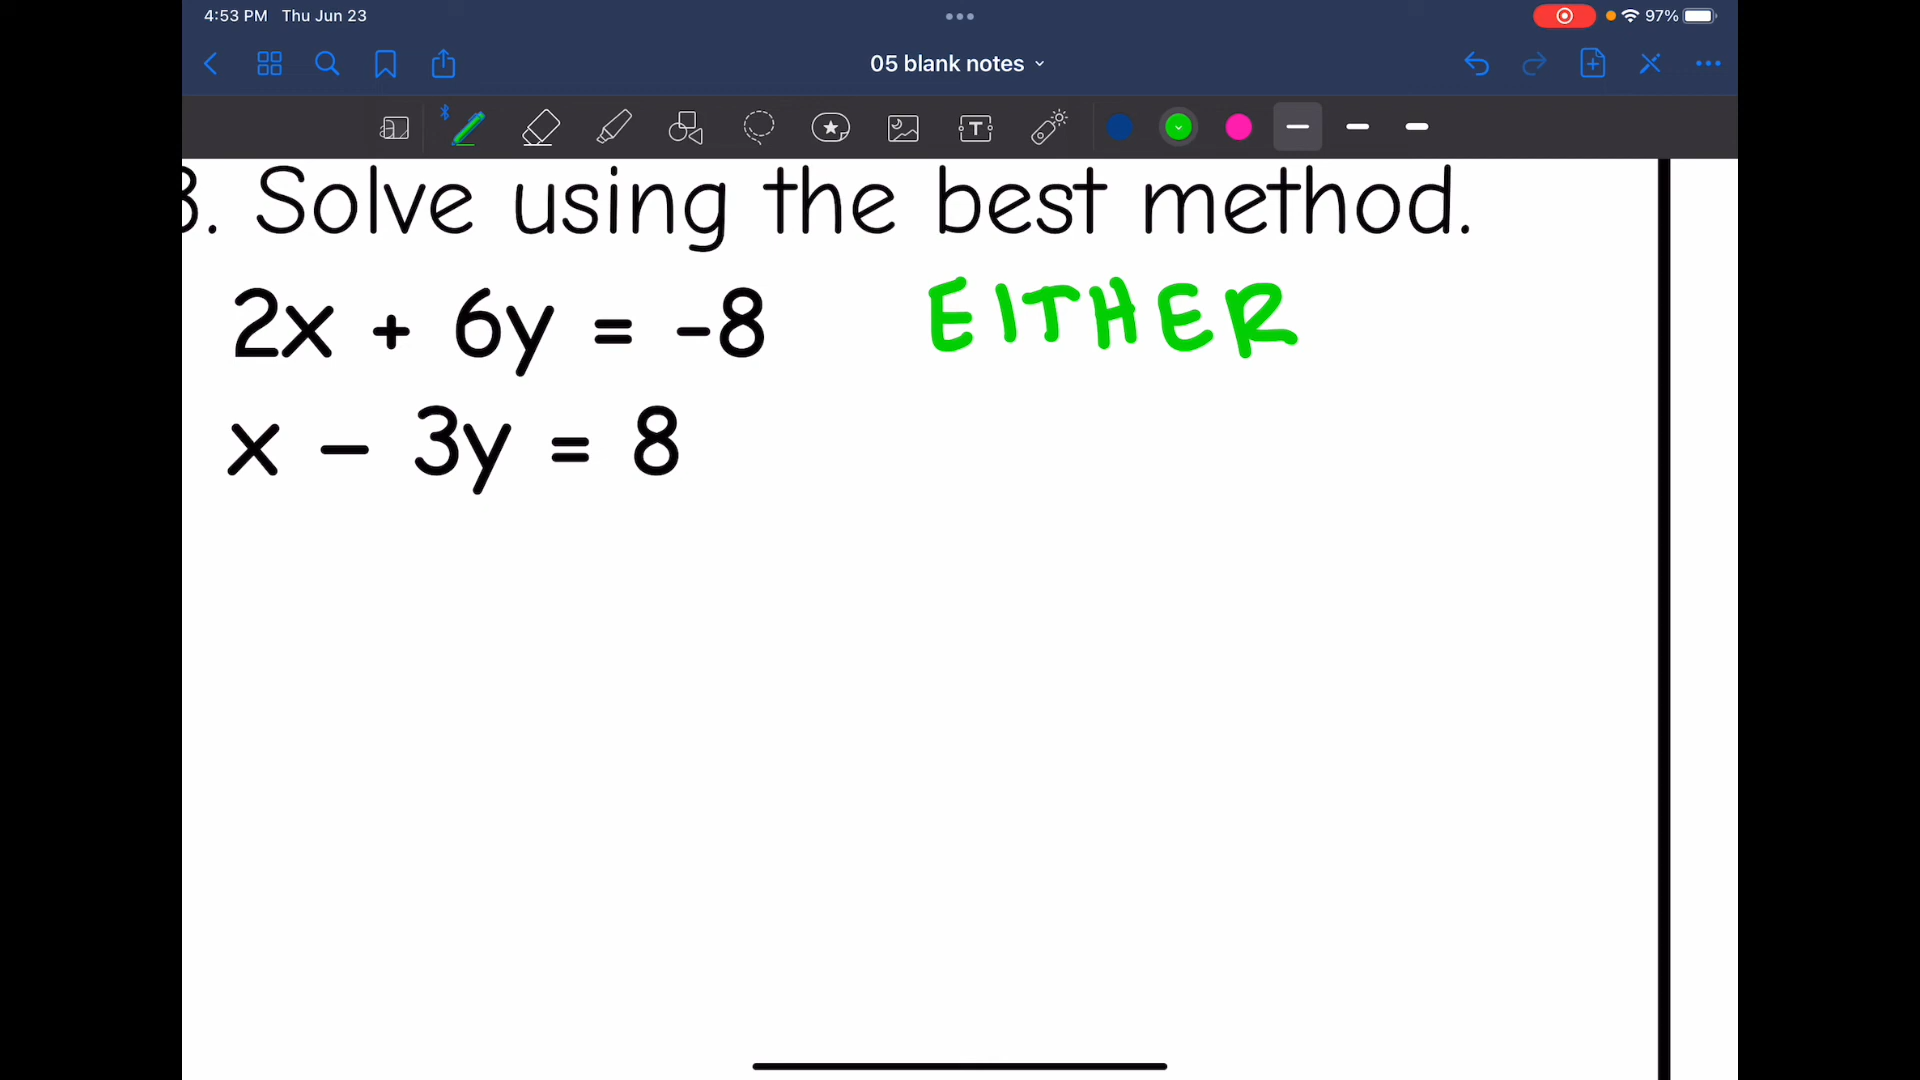 4:53 PM Thu Jun 23
97%
05 blank notes
T
3. Solve using the best method.
2x + 6y = -8
EITHER
x – 3y = 8